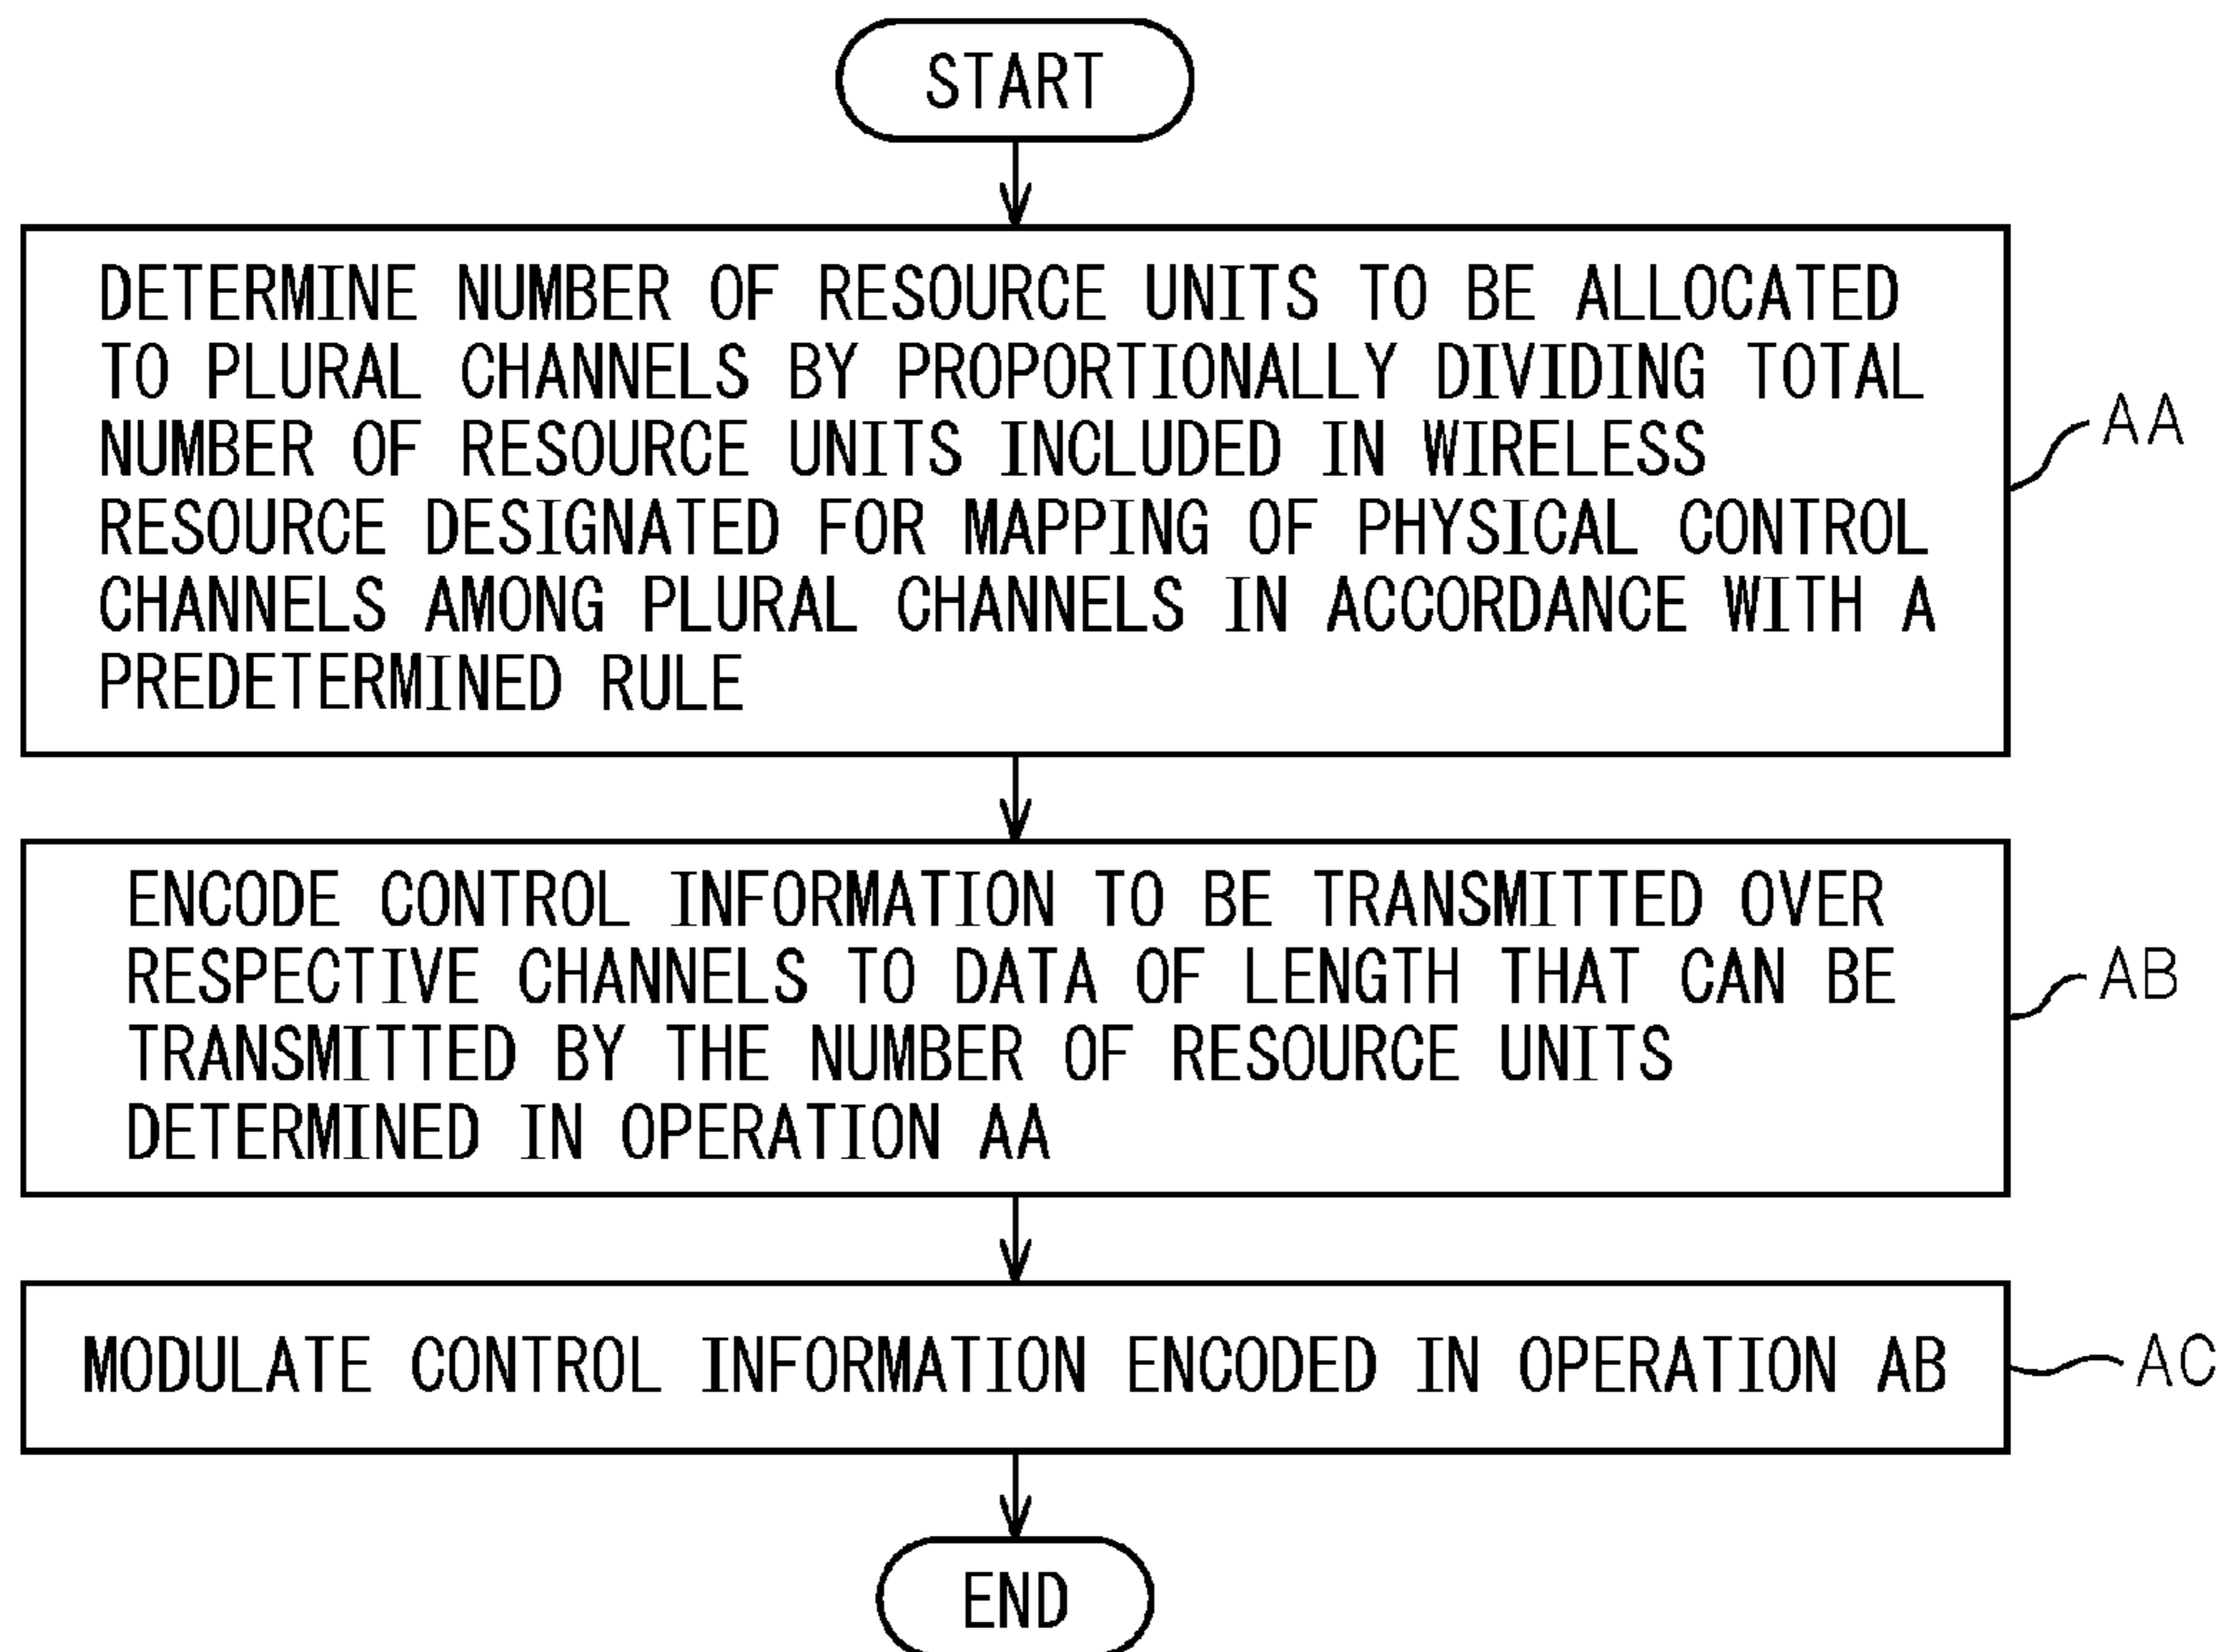 START
DETERMINE NUMBER OF RESOURCE UNITS TO BE ALLOCATED
TO PLURAL CHANNELS BY PROPORTIONALLY DIVIDING TOTAL
NUMBER OF RESOURCE UNITS INCLUDED IN WIRELESS
RESOURCE DESIGNATED FOR MAPPING OF PHYSICAL CONTROL
CHANNELS AMONG PLURAL CHANNELS IN ACCORDANCE WITH A
PREDETERMINED RULE
AA
ENCODE CONTROL INFORMATION TO BE TRANSMITTED OVER
RESPECTIVE CHANNELS TO DATA OF LENGTH THAT CAN BE
TRANSMITTED BY THE NUMBER OF RESOURCE UNITS
DETERMINED IN OPERATION AA
AB
MODULATE CONTROL INFORMATION ENCODED IN OPERATION AB
AC
END